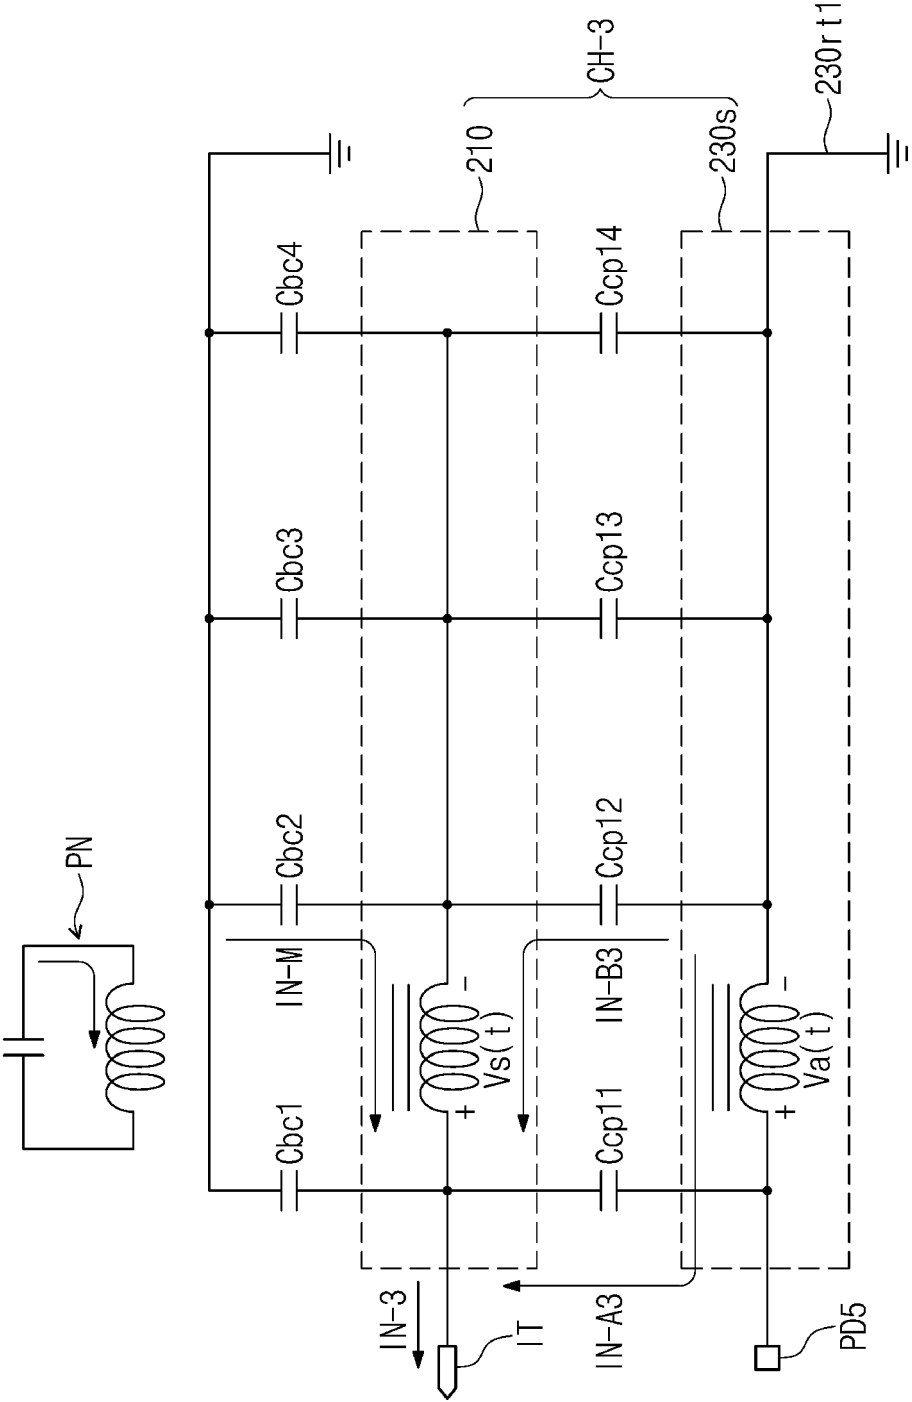 PN
Cbc1
Cbc2
Cbc3
Cbc4
IN-M
210
CH-3
Vs(t)
+
-
IN-3
IT
Ccp11
Ccp12
Ccp13
Ccp14
IN-B3
IN-A3
230s
Va(t)
+
-
PD5
230rt1